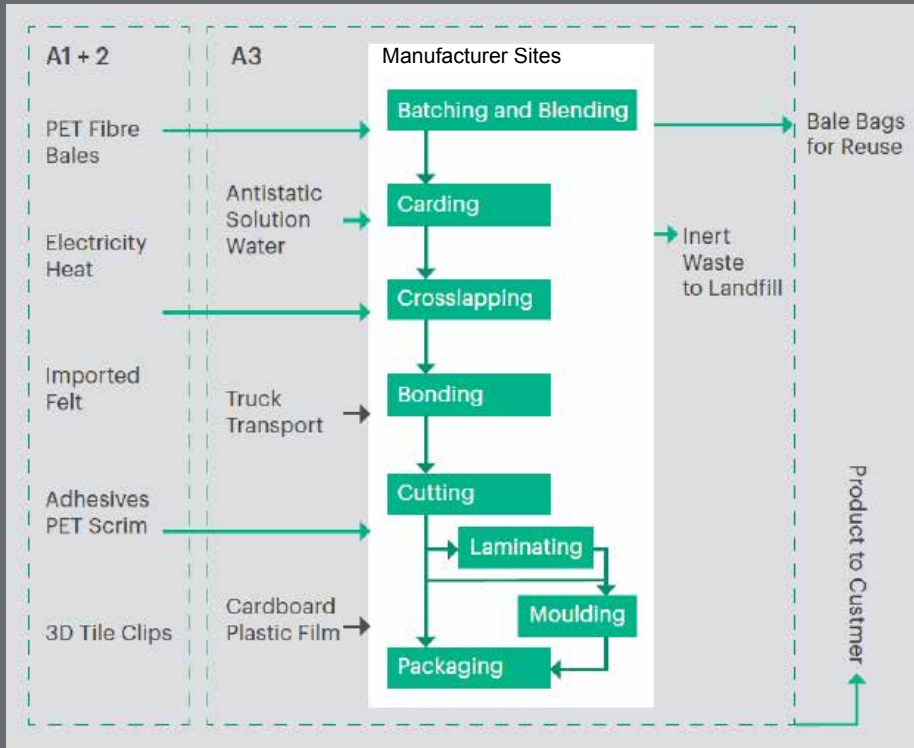 A1 + 2
PET Fibre
Bales
Electricity
Heat
Imported
Felt
Adhesives
PET Scrim
3D Tile Clips
A3
Antistatic
Solution
Water
Truck
Transport
Cardboard
Plastic Film
Manufacturer Sites
Batching and Blending
Carding
Crosslapping
Bonding
Cutting
Laminating
Moulding
Packaging
Inert
Waste
to Landfill
Bale Bags
for Reuse
Product to Custmer